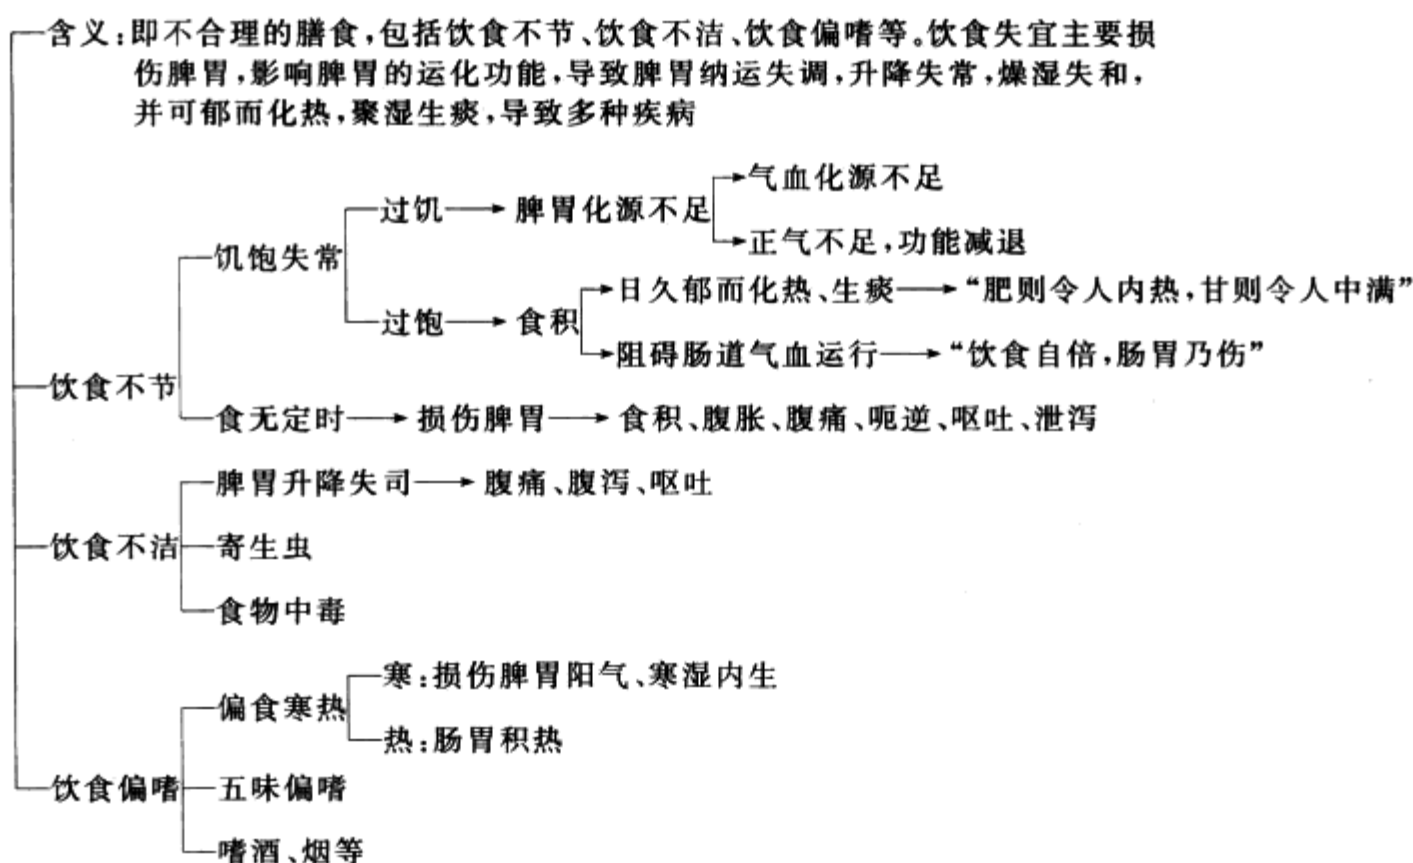 含义:即不合理的膳食,包括饮食不节、饮食不洁、饮食偏嗜等。饮食失宜主要损
伤脾胃,影响脾胃的运化功能,导致脾胃纳运失调,升降失常,燥湿失和,
并可郁而化热,聚湿生痰,导致多种疾病
气血化源不足
过饥 脾胃化源不足
正气不足,功能减退
饥饱失常
日久郁而化热、生痰 “肥则令人内热,甘则令人中满”
过饱 食积
阻碍肠道气血运行 “饮食自倍,肠胃乃伤”
饮食不节
食无定时 损伤脾胃 食积、腹胀、腹痛、呃逆、呕吐、泄泻
脾胃升降失司 腹痛、腹泻、呕吐
饮食不洁 寄生虫
食物中毒
寒:损伤脾胃阳气、寒湿内生
偏食寒热
热:肠胃积热
饮食偏嗜 五味偏嗜
嗜酒、烟等